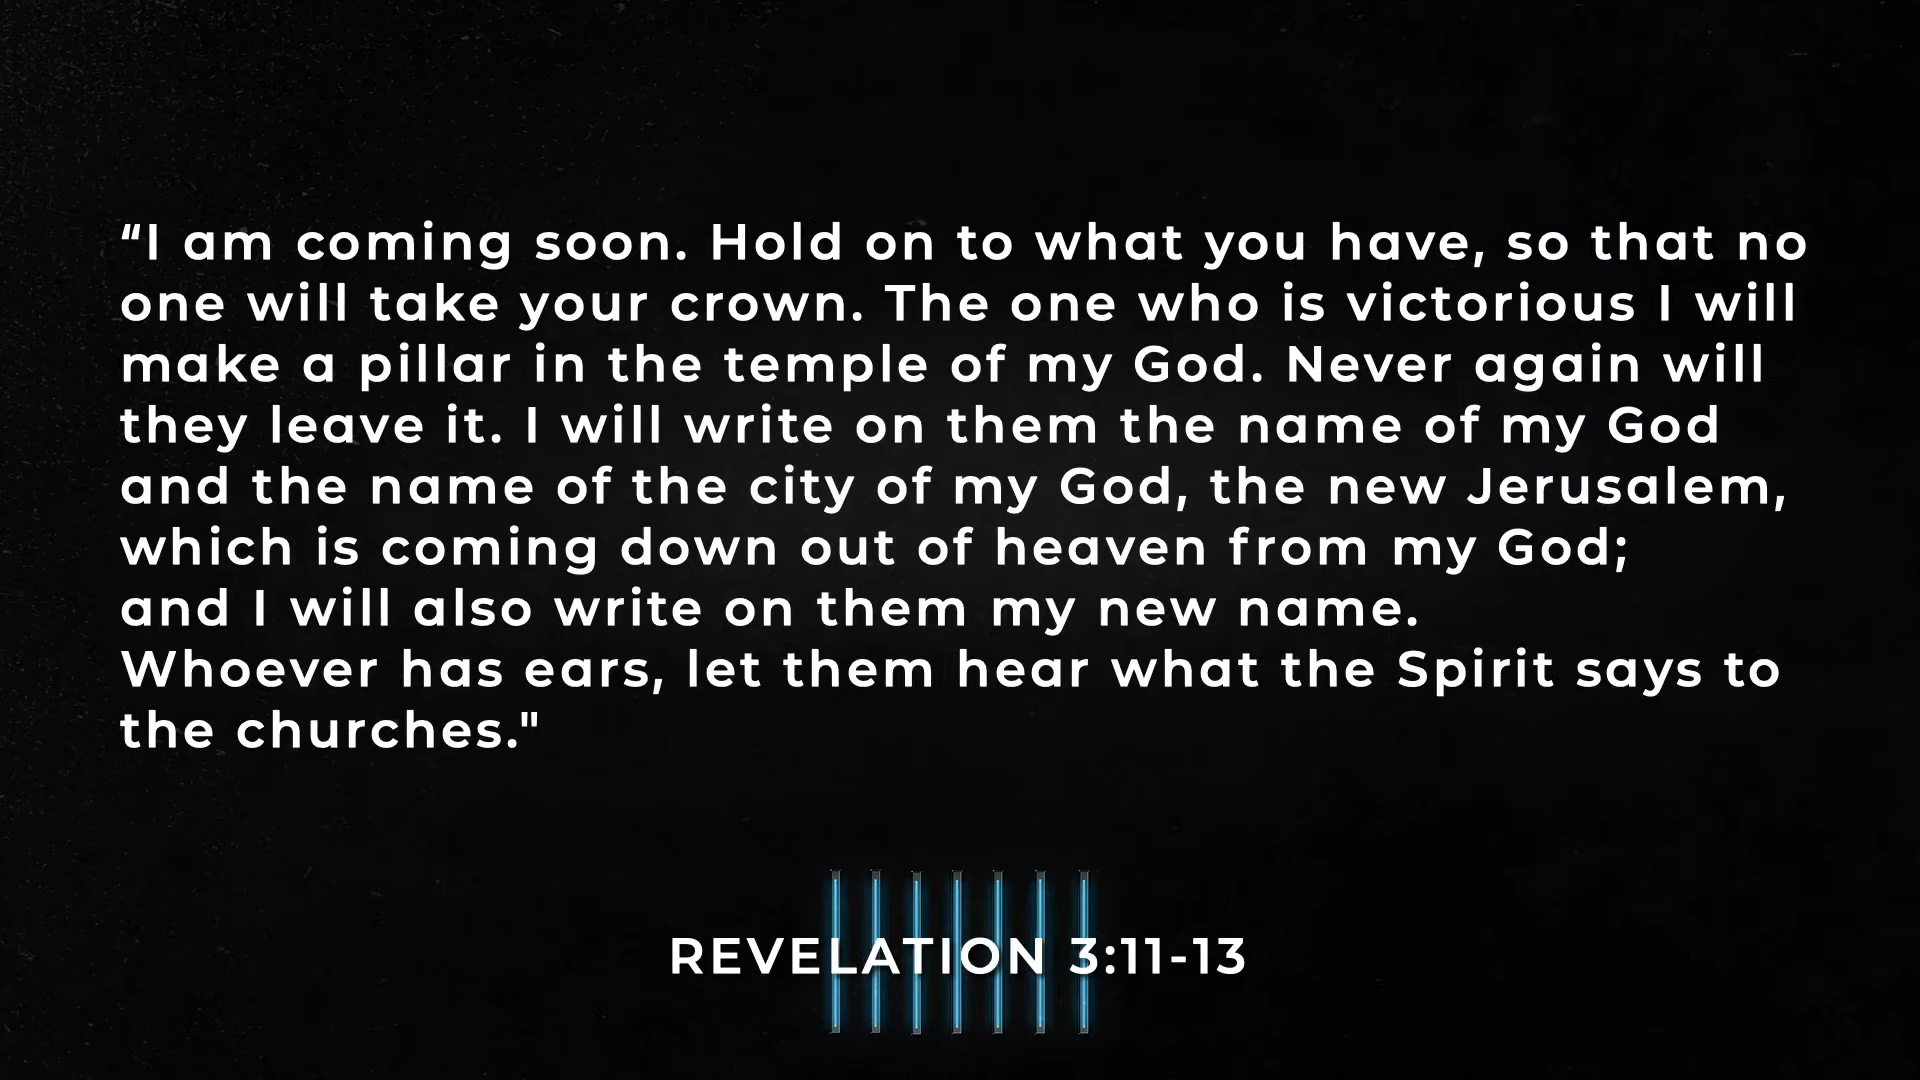 “I am coming soon. Hold on to what you have, so that no
one will take your crown. The one who is victorious I will
make a pillar in the temple of my God. Never again will
they leave it. I will write on them the name of my God
and the name of the city of my God, the new Jerusalem,
which is coming down out of heaven from my God;
and I will also write on them my new name.
Whoever has ears, let them hear what the Spirit says to
the churches."
REVELATION 3:11-13